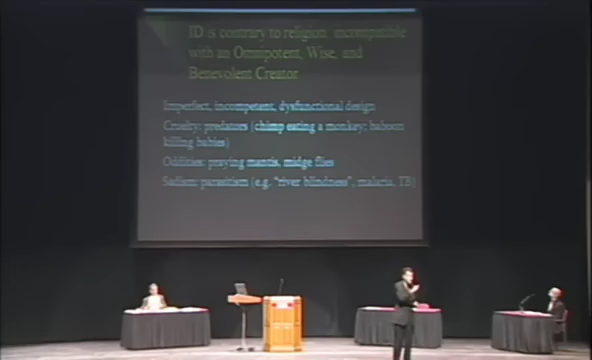 ID is contrary to religion, incompatible
with an Omnipotent, Wise, and
Benevolent Creator
Imperfect, incompetent, dysfunctional design
Cruelty: predators (chimp eating a monkey; baboon
killing babies)
Oddities: praying mantis, midge flies
Sadism: parasitism (e.g. "river blindness", malaria, TB)